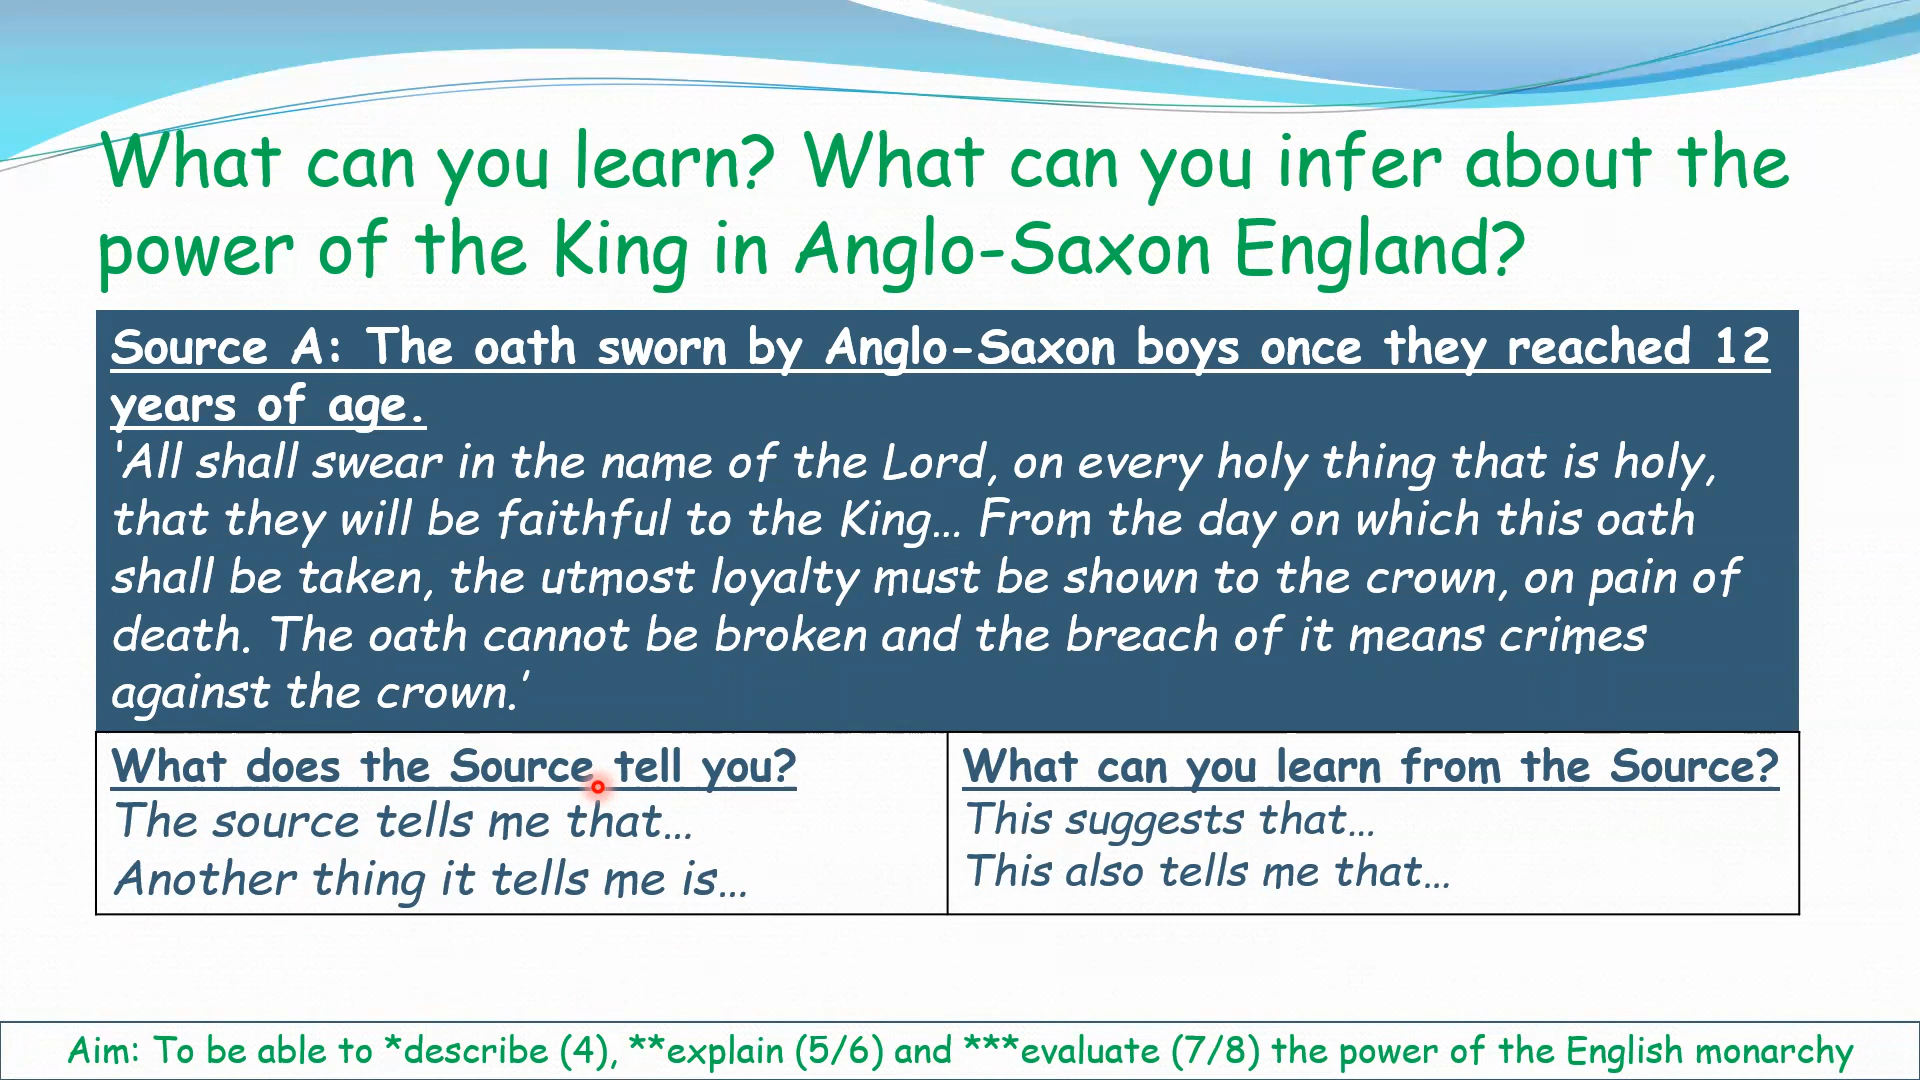 What can you learn? What can you infer about the
power of the King in Anglo-Saxon England?
Source A: The oath sworn by Anglo-Saxon boys once they reached 12
years of age.
‘All shall swear in the name of the Lord, on every holy thing that is holy,
that they will be faithful to the King… From the day on which this oath
shall be taken, the utmost loyalty must be shown to the crown, on pain of
death. The oath cannot be broken and the breach of it means crimes
against the crown.’
What does the Source tell you?
The source tells me that…
Another thing it tells me is…
What can you learn from the Source?
This suggests that…
This also tells me that…
Aim: To be able to *describe (4), **explain (5/6) and ***evaluate (7/8) the power of the English monarchy